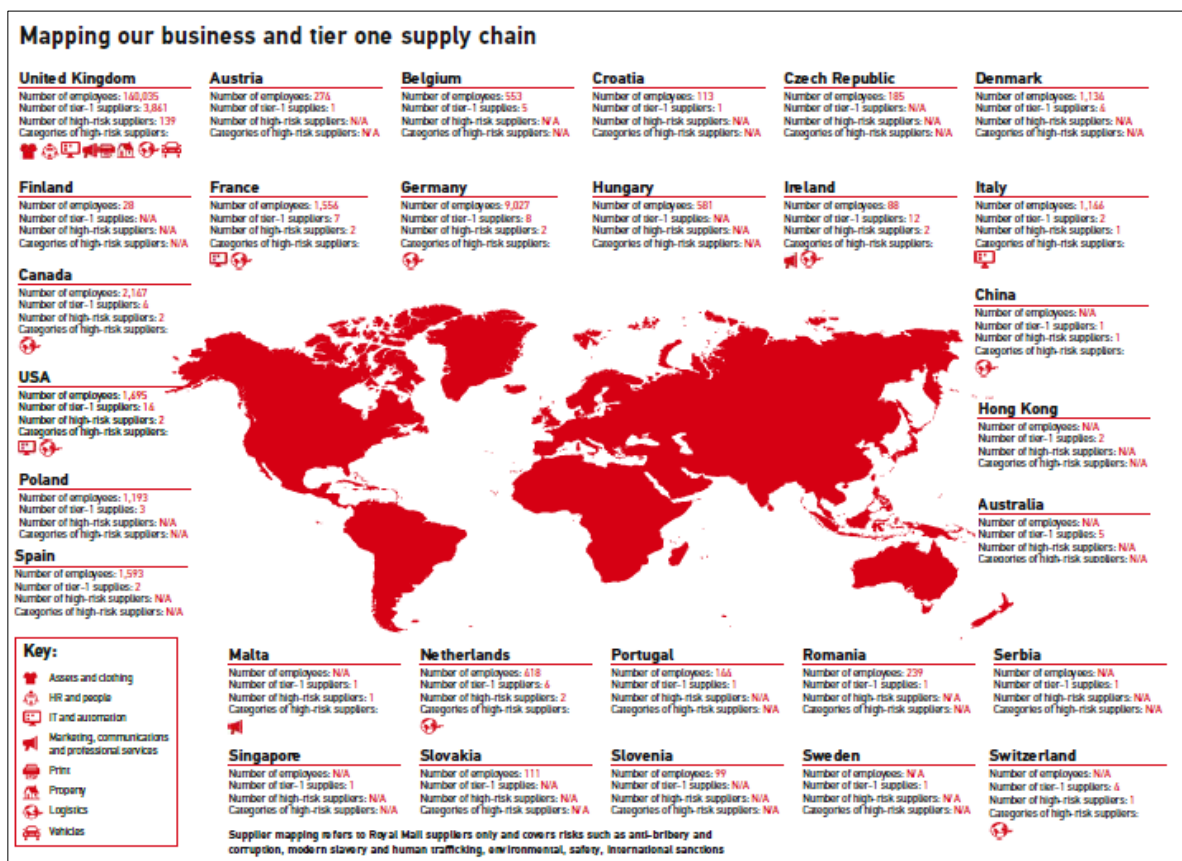 Mapping our business and tier one supply chain
United Kingdom
Number of employees: 140,035
Number of tier-1 suppliers: 3,861
Number of high-risk suppliers: 139
Categories of high-risk suppliers:
Austria
Number of employees: 276
Number of tier-1 supplies: 1
Number of high-risk suppliers: N/A
Categories of high-risk suppliers: N/A
Belgium
Number of employees: 553
Number of tier-1 supplies: 5
Number of high-risk suppliers: N/A
Categories of high-risk suppliers: N/A
Croatia
Number of employees: 113
Number of tier-1 suppliers: 1
Number of high-risk suppliers: N/A
Categories of high-risk suppliers: N/A
Czech Republic
Number of employees: 185
Number of tier-1 suppliers: N/A
Number of high-risk suppliers: N/A
Categories of high-risk suppliers: N/A
Denmark
Number of employees: 1,134
Number of tier-1 suppliers: 4
Number of high-risk suppliers: N/A
Categories of high-risk suppliers: N/A
Finland
Number of employees: 28
Number of tier-1 supplies: N/A
Number of high-risk suppliers: N/A
Categories of high-risk suppliers: N/A
France
Number of employees: 1,556
Number of tier-1 suppliers: 7
Number of high-risk suppliers: 2
Categories of high-risk suppliers:
Germany
Number of employees: 9,027
Number of tier-1 suppliers: 8
Number of high-risk suppliers: 2
Categories of high-risk suppliers:
Hungary
Number of employees: 581
Number of tier-1 supplies: N/A
Number of high-risk suppliers: N/A
Categories of high-risk suppliers: N/A
Ireland
Number of employees: 88
Number of tier-1 suppliers: 12
Number of high-risk suppliers: 2
Categories of high-risk suppliers:
Italy
Number of employees: 1,166
Number of tier-1 suppliers: 2
Number of high-risk suppliers: 1
Categories of high-risk suppliers:
Canada
Number of employees: 2,167
Number of tier-1 suppliers: 4
Number of high-risk suppliers: 2
Categories of high-risk suppliers:
China
Number of employees: N/A
Number of tier-1 suppliers: 1
Number of high-risk suppliers: 1
Categories of high-risk suppliers:
USA
Number of employees: 1,695
Number of tier-1 suppliers: 16
Number of high-risk suppliers: 2
Categories of high-risk suppliers:
Hong Kong
Number of employees: N/A
Number of tier-1 supplies: 2
Number of high-risk suppliers: N/A
Categories of high-risk suppliers: N/A
Poland
Number of employees: 1,193
Number of tier-1 supplies: 3
Number of high-risk suppliers: N/A
Categories of high-risk suppliers: N/A
Australia
Number of employees: N/A
Number of tier-1 supplies: 5
Number of high-risk suppliers: N/A
Categories of high-risk suppliers: N/A
Spain
Number of employees: 1,593
Number of tier-1 supplies: 2
Number of high-risk suppliers: N/A
Categories of high-risk suppliers: N/A
Key:
Assets and clothing
HR and people
IT and automation
Marketing, communications
and professional services
Print
Property
Logistics
Vehicles
Malta
Number of employees: N/A
Number of tier-1 suppliers: 1
Number of high-risk suppliers: 1
Categories of high-risk suppliers:
Netherlands
Number of employees: 618
Number of tier-1 suppliers: 4
Number of high-risk suppliers: 2
Categories of high-risk suppliers:
Portugal
Number of employees: 144
Number of tier-1 suppliers: 1
Number of high-risk suppliers: N/A
Categories of high-risk suppliers: N/A
Romania
Number of employees: 239
Number of tier-1 suppliers: 1
Number of high-risk suppliers: N/A
Categories of high-risk suppliers: N/A
Serbia
Number of employees: N/A
Number of tier-1 suppliers: 1
Number of high-risk suppliers: N/A
Categories of high-risk suppliers: N/A
Singapore
Number of employees: N/A
Number of tier-1 suppliers: 1
Number of high-risk suppliers: N/A
Categories of high-risk suppliers: N/A
Slovakia
Number of employees: 111
Number of tier-1 suppliers: N/A
Number of high-risk suppliers: N/A
Categories of high-risk suppliers: N/A
Slovenia
Number of employees: 99
Number of tier-1 suppliers: N/A
Number of high-risk suppliers: N/A
Categories of high-risk suppliers: N/A
Sweden
Number of employees: N/A
Number of tier-1 suppliers: 1
Number of high-risk suppliers: N/A
Categories of high-risk suppliers: N/A
Switzerland
Number of employees: N/A
Number of tier-1 suppliers: 4
Number of high-risk suppliers: 1
Categories of high-risk suppliers:
Supplier mapping refers to Royal Mail suppliers only and covers risks such as anti-bribery and
corruption, modern slavery and human trafficking, environmental, safety, international sanctions